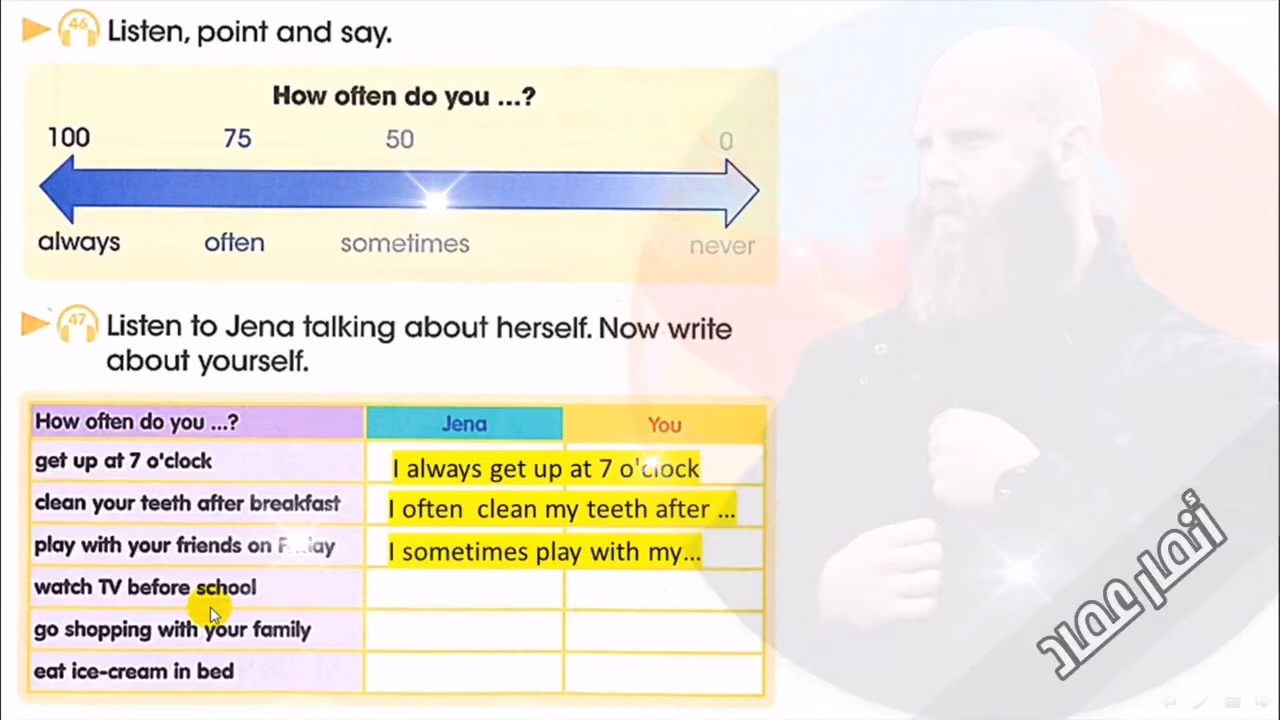 46 Listen, point and say.
How often do you ...?
100 75 50 0
always often sometimes never
47 Listen to Jena talking about herself. Now write
about yourself.
How often do you ...? Jena You
get up at 7 o'clock I always get up at 7 o'clock
clean your teeth after breakfast I often clean my teeth after ...
play with your friends on I sometimes play with my...
watch TV before school
go shopping with your family
eat ice-cream in bed
أنمار عماد